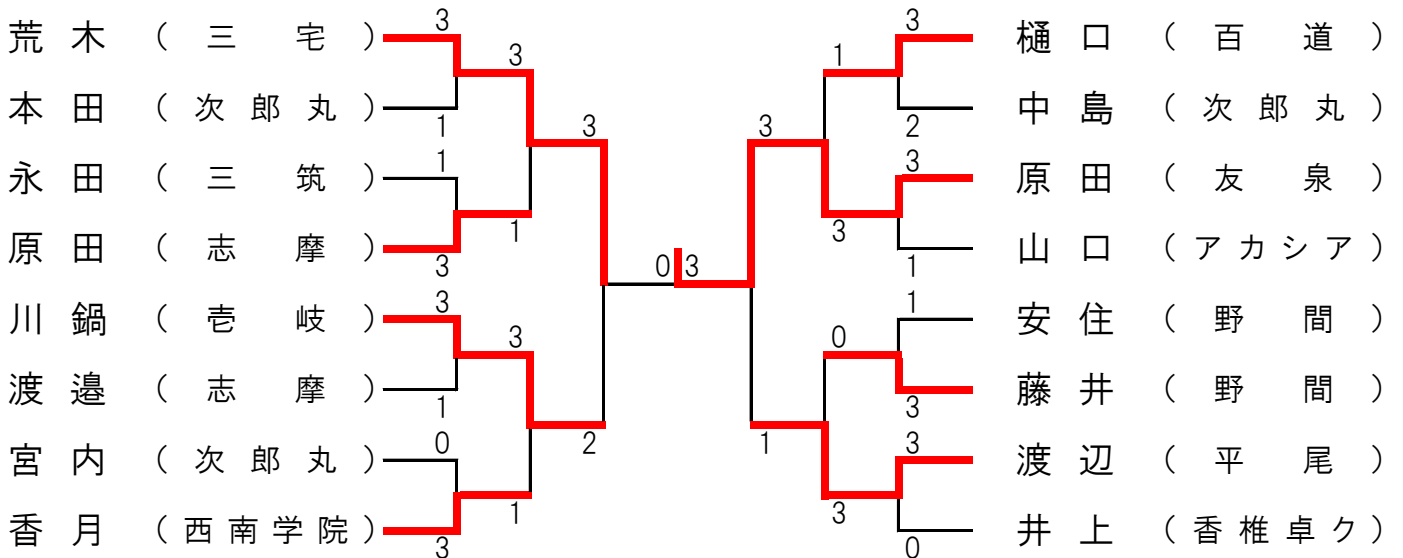 荒木 （三宅） 3
本田 （次郎丸） 1
永田 （三筑） 1
原田 （志摩） 3
川鍋 （壱岐） 3
渡邉 （志摩） 1
宮内 （次郎丸） 0
香月 （西南学院） 3
3
1
3
1
3
2
0 3
3
1
1
3
0
3
3 樋口 （百道）
2 中島 （次郎丸）
3 原田 （友泉）
1 山口 （アカシア）
1 安住 （野間）
3 藤井 （野間）
3 渡辺 （平尾）
0 井上 （香椎卓ク）